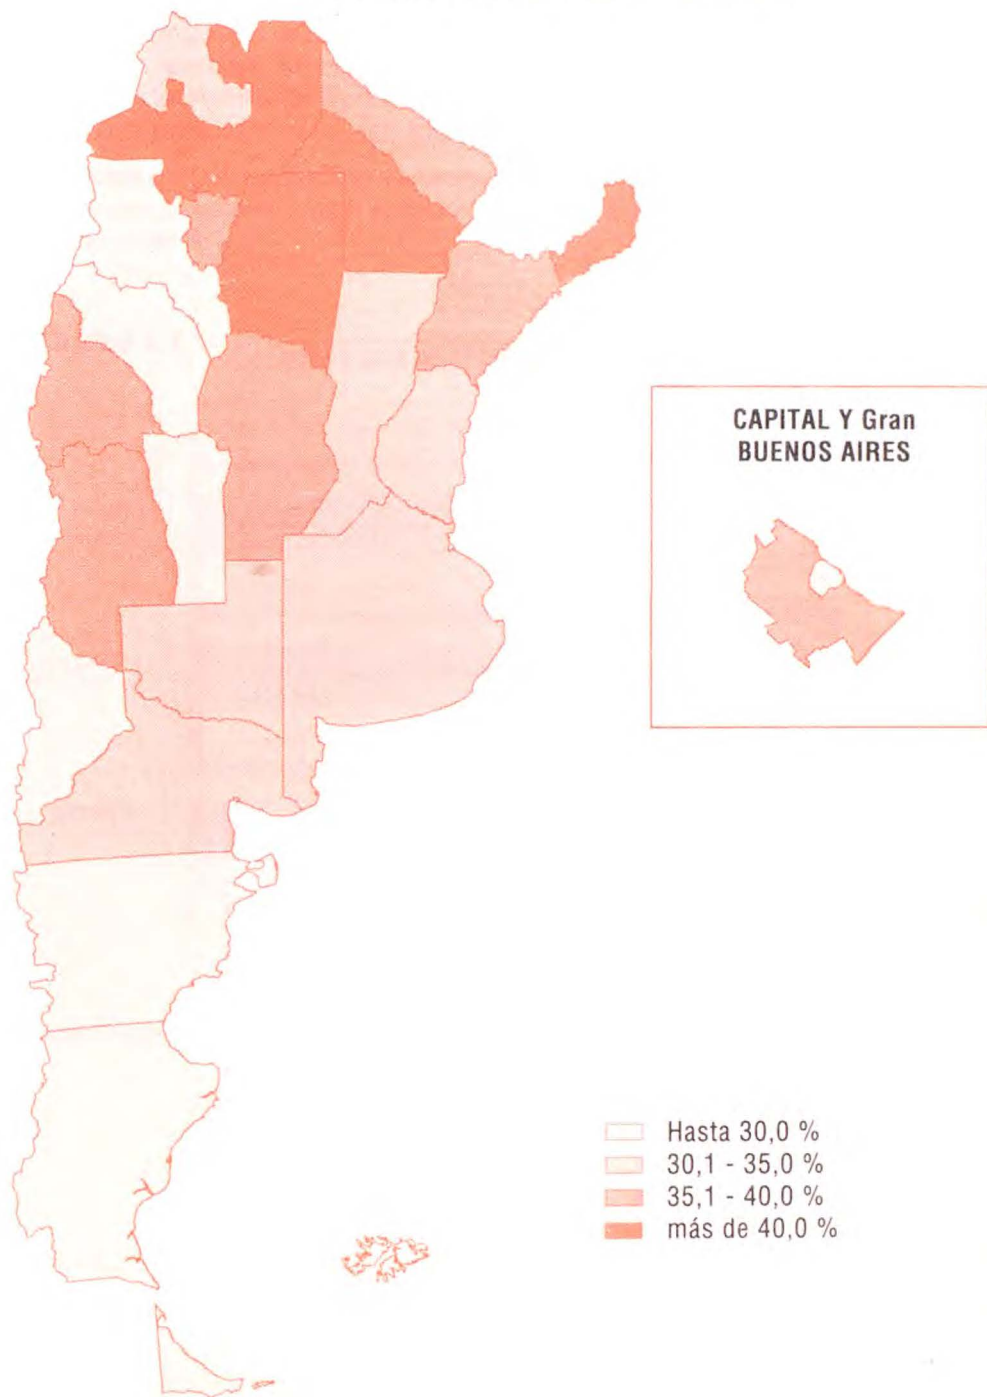 CAPITAL Y Gran
BUENOS AIRES
Hasta 30,0 %
30,1 - 35,0 %
35,1 - 40,0 %
más de 40,0 %